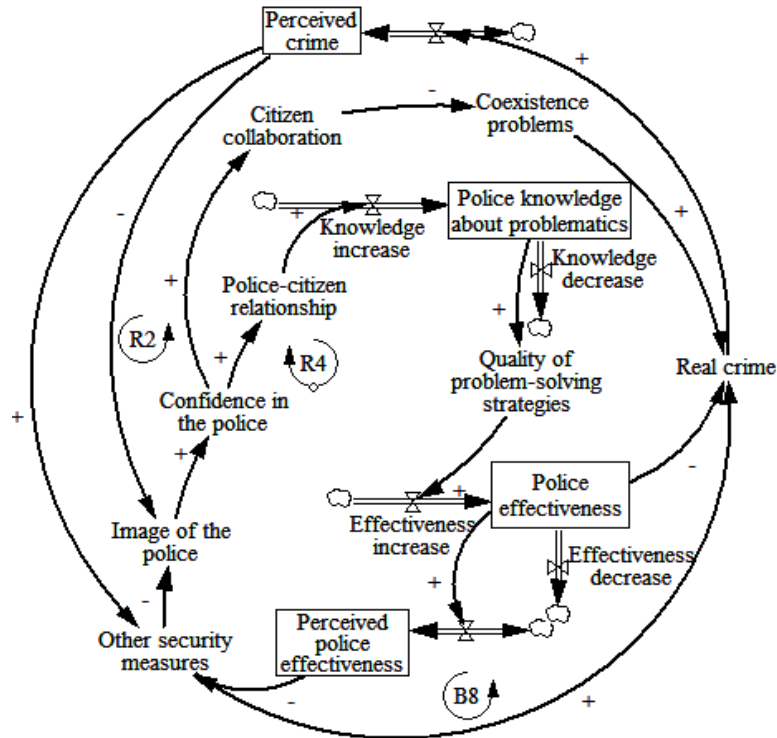 Perceived
crime
+
Citizen
collaboration
-
Coexistence
problems
-
+
Knowledge
increase
Police knowledge
about problematics
+
Knowledge
decrease
Police-citizen
relationship
+
+
R2
+
R4
Quality of
problem-solving
strategies
Real crime
+
Confidence in
the police
+
Image of the
police
+
Effectiveness
increase
Police
effectiveness
-
Effectiveness
decrease
+
-
Other security
measures
Perceived
police
effectiveness
B8
-
+